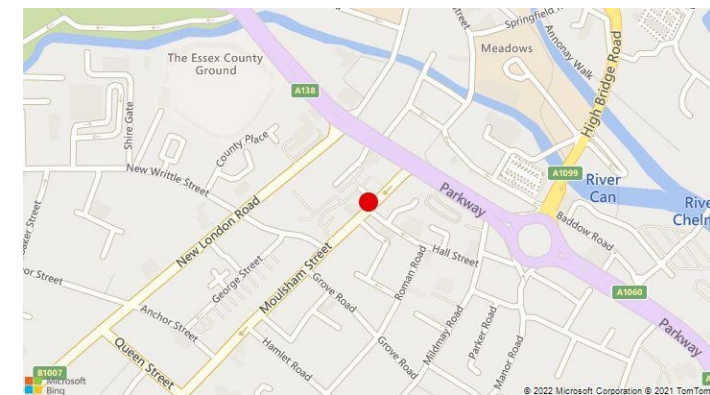 Street
Springfield
The Essex County
Ground
Meadows
Annonay Walk
High Bridge Road
A138
Shire Gate
County Place
New Writtle Street
A1099
River
Can
River
Chelm
Parkway
Baddow Road
New London Road
Hall Street
Street
Moulsham Street
Roman Road
George Street
Grove Road
A1060
Anchor Street
Parkway
Mildmay Road
Parker Road
Manor Road
Grove Road
Hamlet Road
Queen Street
B1007
Microsoft
Bing
© 2022 Microsoft Corporation © 2021 TomTom